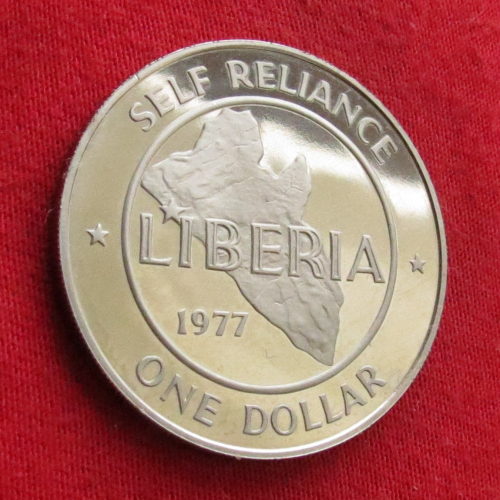 SELF RELIANCE
LIBERIA
1977
ONE DOLLAR